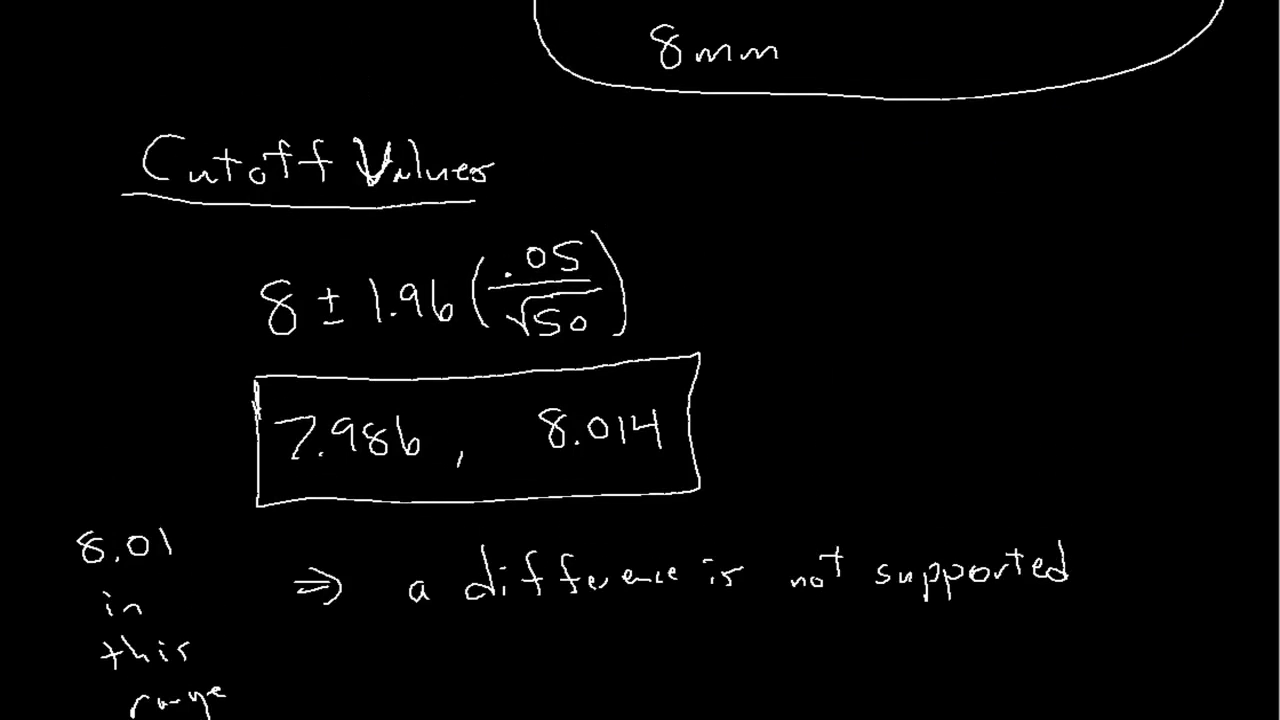 8mm
Cutoff Values
8 ± 1.96 (.05/√50)
7.986, 8.014
8.01 in this range ⇒ a difference is not supported